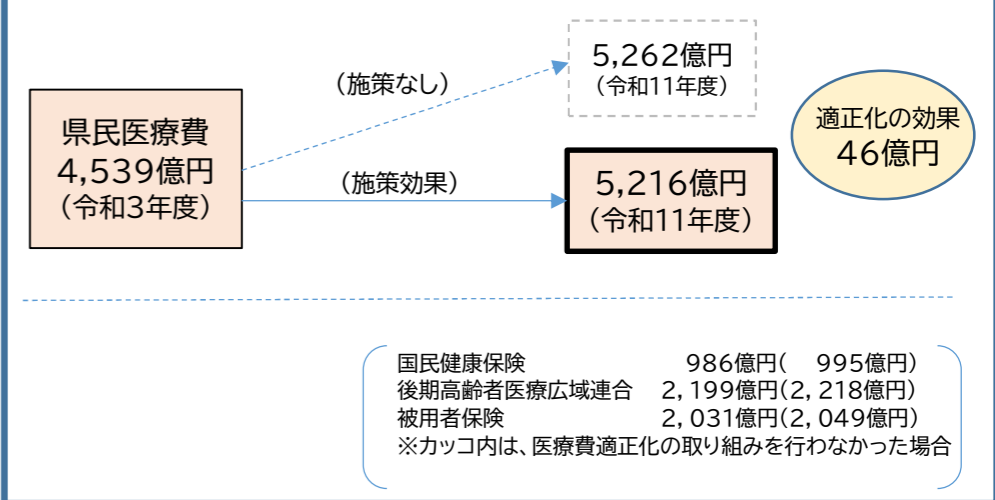 県民医療費
4,539億円
（令和3年度）
（施策なし）
（施策効果）
5,262億円
（令和11年度）
5,216億円
（令和11年度）
適正化の効果
46億円
国民健康保険　986億円(　995億円)
後期高齢者医療広域連合　2,199億円(2,218億円)
被用者保険　2,031億円(2,049億円)
※カッコ内は、医療費適正化の取り組みを行わなかった場合